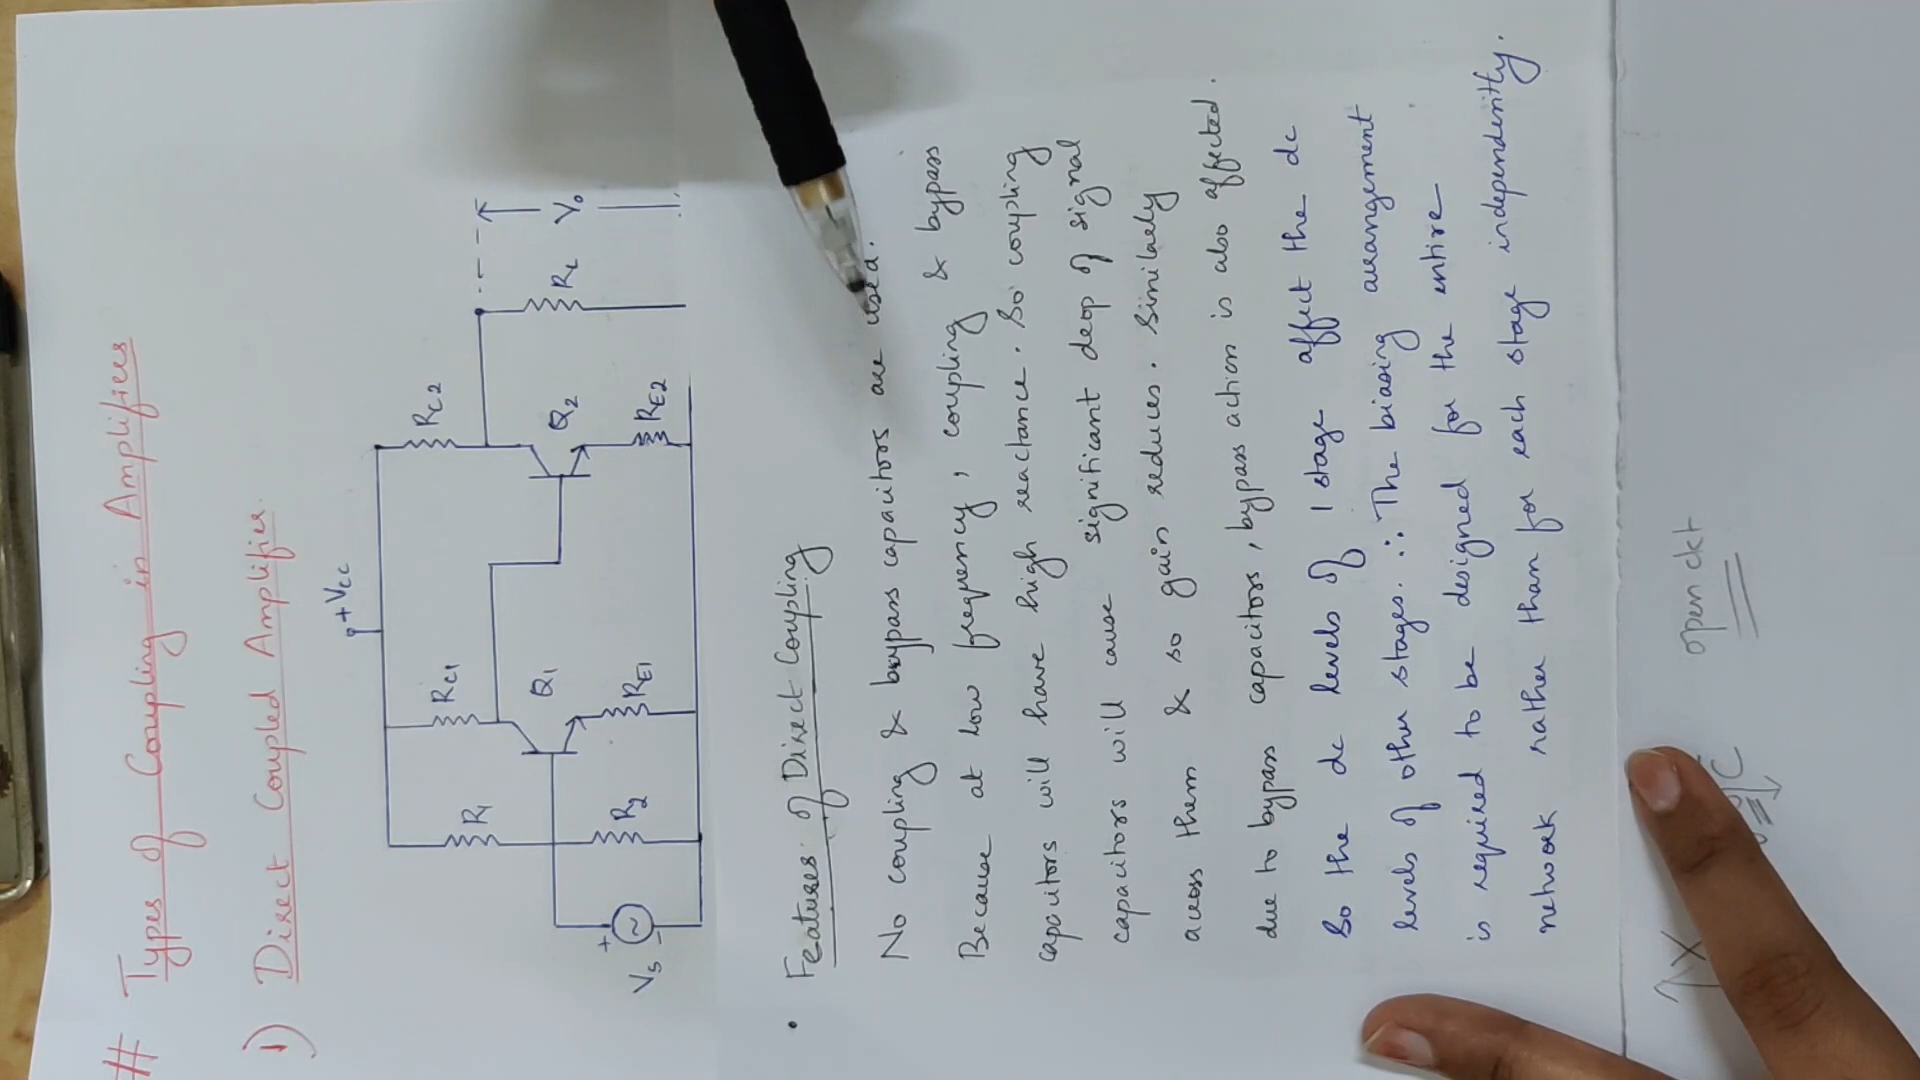 # Types of Coupling in Amplifiers
1) Direct Coupled Amplifier.
+Vcc
R1
RC1
RC2
Q1
Q2
RL
Vo
R2
RE1
RE2
+
Vs
-
• Features of Direct Coupling
No coupling & bypass capacitors are used.
Because at low frequency, coupling & bypass
capacitors will have high reactance. So coupling
capacitors will cause significant drop of signal
across them & so gain reduces. Similarly
due to bypass capacitors, bypass action is also affected.
So the dc levels of 1 stage affect the dc
levels of other stages. ∴ The biasing arrangement
is required to be designed for the entire
network rather than for each stage independently.
↑X
open ckt